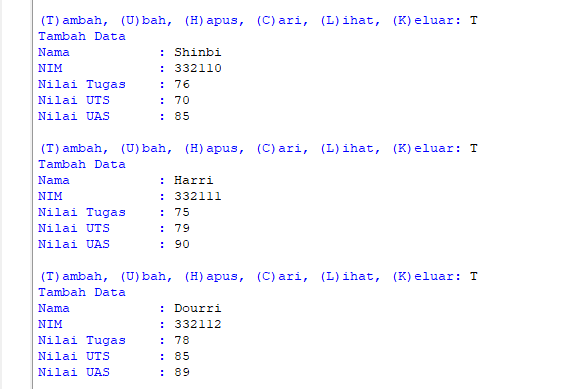 (T)ambah, (U)bah, (H)apus, (C)ari, (L)ihat, (K)eluar: T
Tambah Data
Nama : Shinbi
NIM : 332110
Nilai Tugas : 76
Nilai UTS : 70
Nilai UAS : 85
(T)ambah, (U)bah, (H)apus, (C)ari, (L)ihat, (K)eluar: T
Tambah Data
Nama : Harri
NIM : 332111
Nilai Tugas : 75
Nilai UTS : 79
Nilai UAS : 90
(T)ambah, (U)bah, (H)apus, (C)ari, (L)ihat, (K)eluar: T
Tambah Data
Nama : Dourri
NIM : 332112
Nilai Tugas : 78
Nilai UTS : 85
Nilai UAS : 89